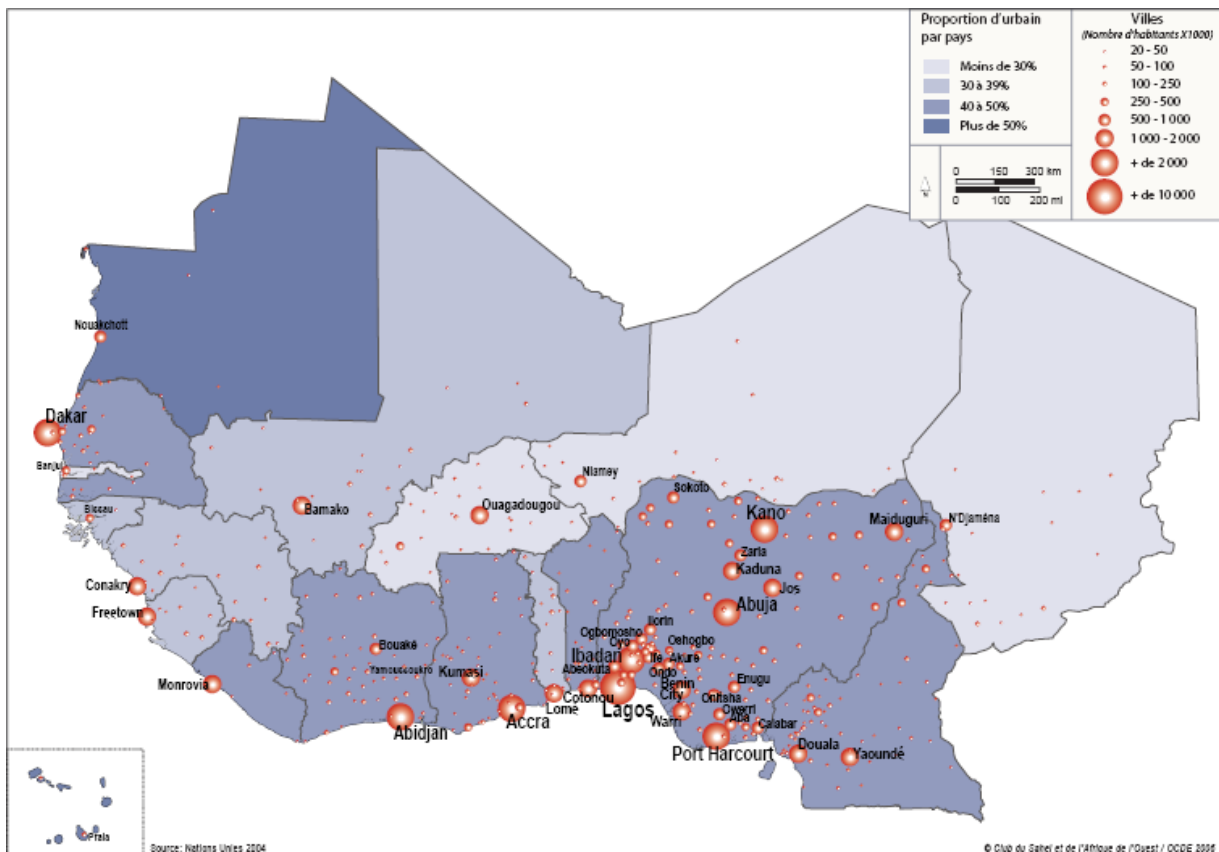 Proportion d'urbain
par pays
Moins de 30%
30 à 39%
40 à 50%
Plus de 50%
0 150 300 km
0 100 200 mi
N
Villes
(Nombre d'habitants X1000)
20 - 50
50 - 100
100 - 250
250 - 500
500 - 1 000
1 000 - 2 000
+ de 2 000
+ de 10 000
Nouakchott
Dakar
Banjul
Bissau
Bamako
Ouagadougou
Niamey
Sokoto
Kano
Maiduguri
N'Djaména
Zaria
Kaduna
Jos
Abuja
Conakry
Freetown
Monrovia
Bouaké
Yamoussoukro
Kumasi
Abidjan
Accra
Lomé
Cotonou
Ilorin
Ogbomosho
Oyo
Oshogbo
Ibadan
Ife
Akure
Abeokuta
Ondo
Lagos
Benin
City
Enugu
Onitsha
Owerri
Warri
Aba
Calabar
Port Harcourt
Douala
Yaoundé
Praia
Source: Nations Unies 2004
© Club du Sahel et de l'Afrique de l'Ouest / OCDE 2006